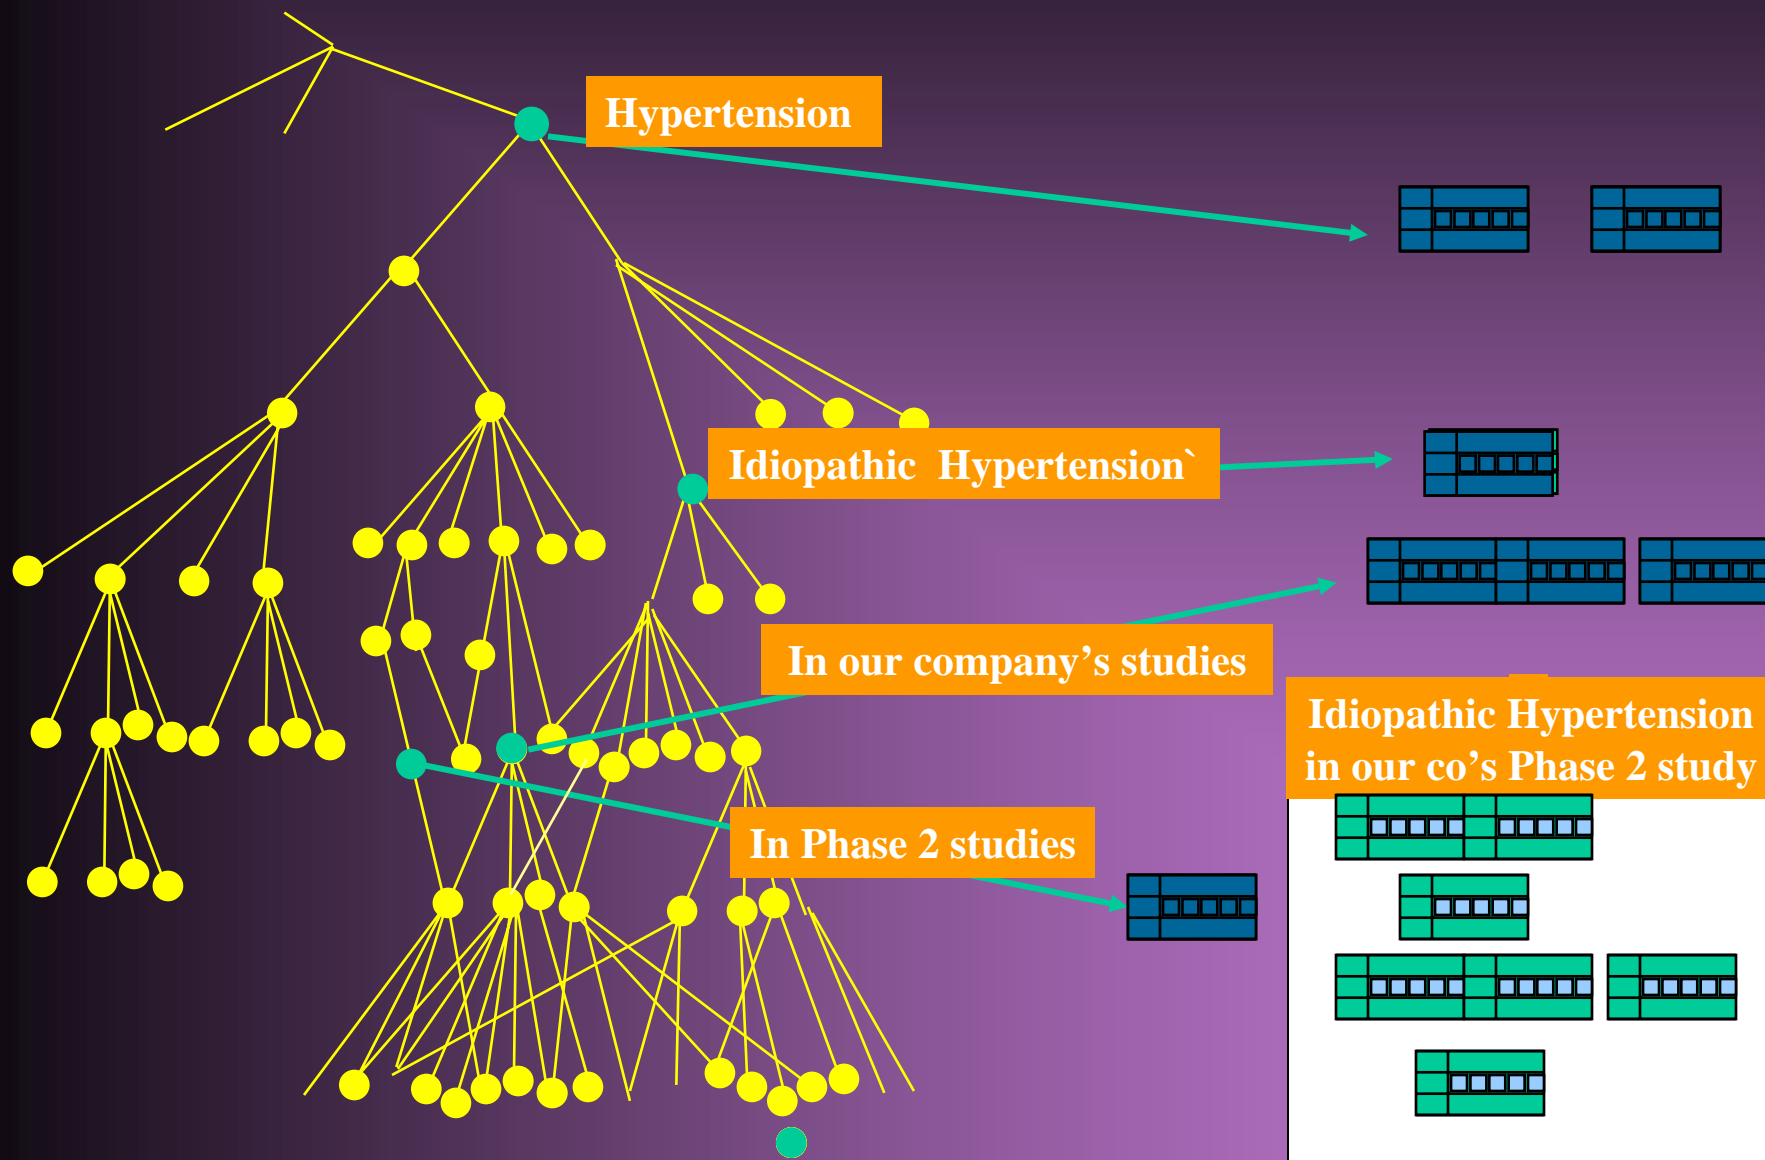 Hypertension
Idiopathic  Hypertension`
In our company’s studies
Idiopathic Hypertension
in our co’s Phase 2 study
In Phase 2 studies